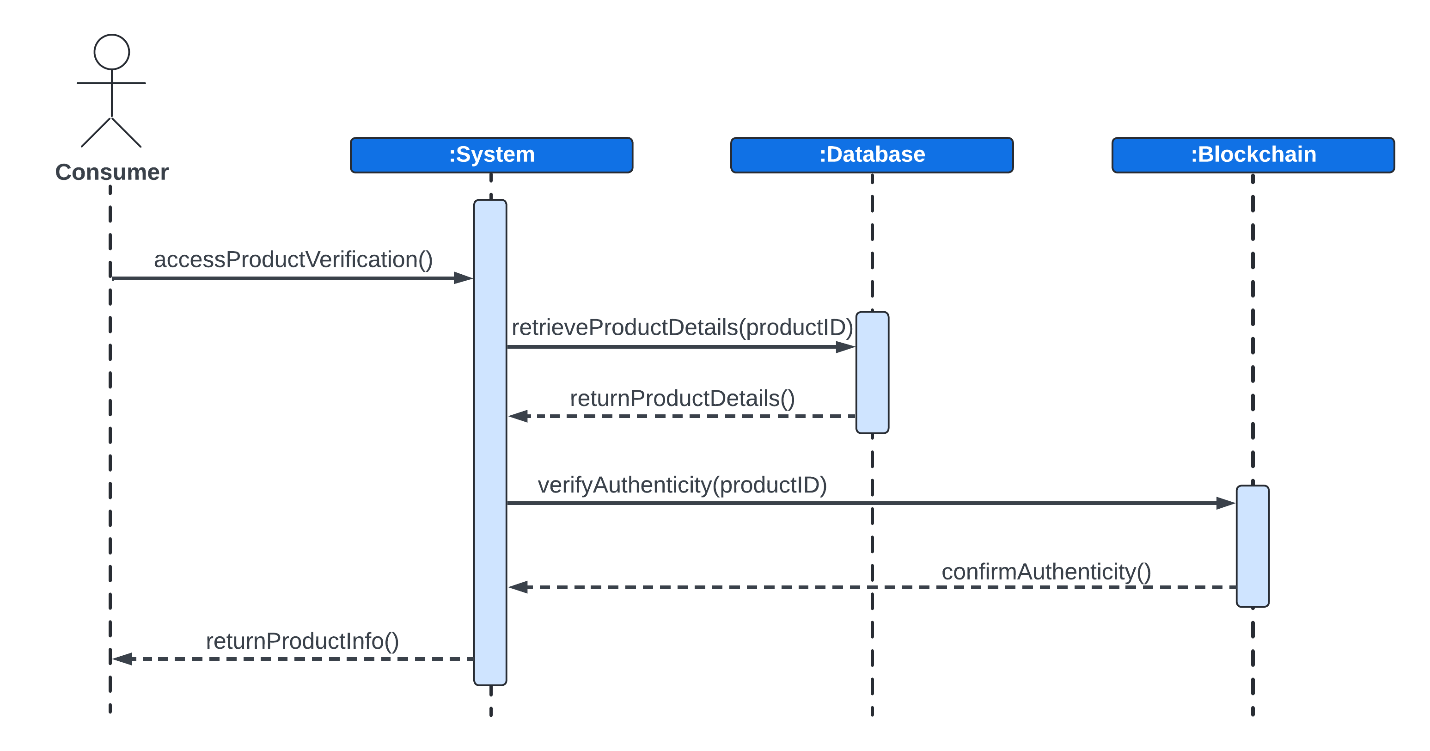 Consumer
:System
:Database
:Blockchain
accessProductVerification()
retrieveProductDetails(productID)
returnProductDetails()
verifyAuthenticity(productID)
confirmAuthenticity()
returnProductInfo()